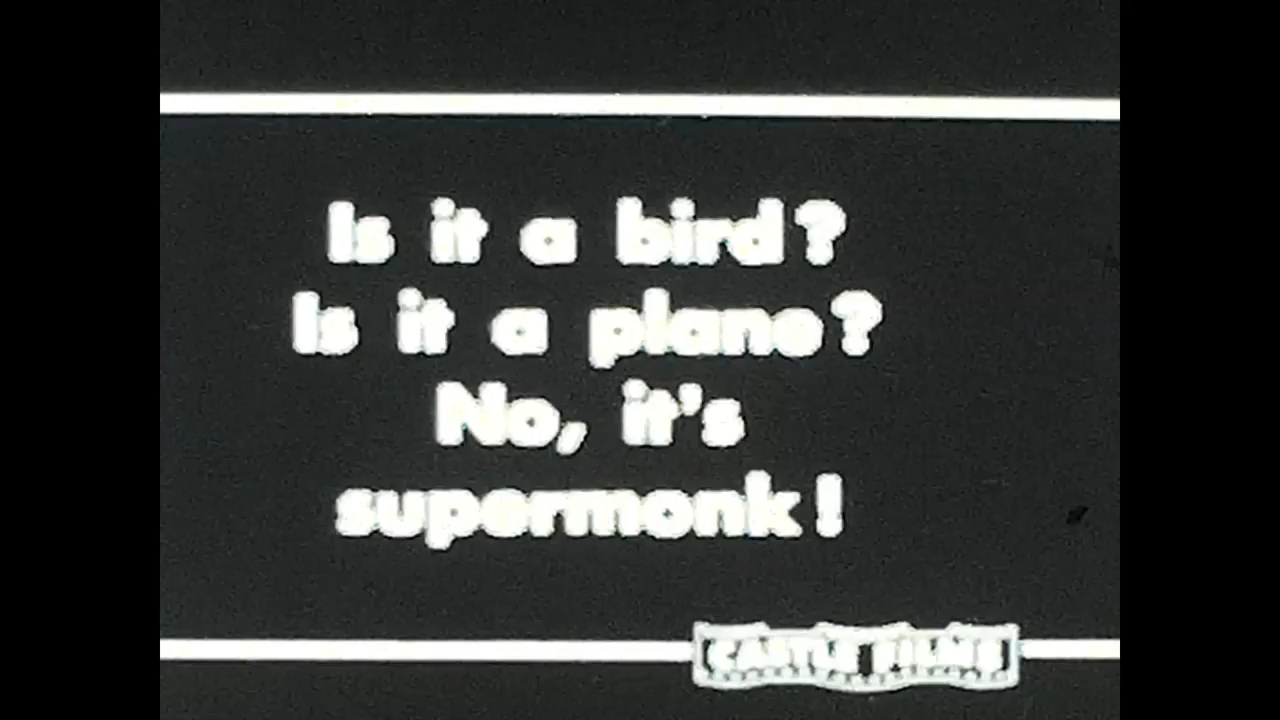 Is it a bird?
Is it a plane?
No, it's
supermonk!
CASTLE FILMS